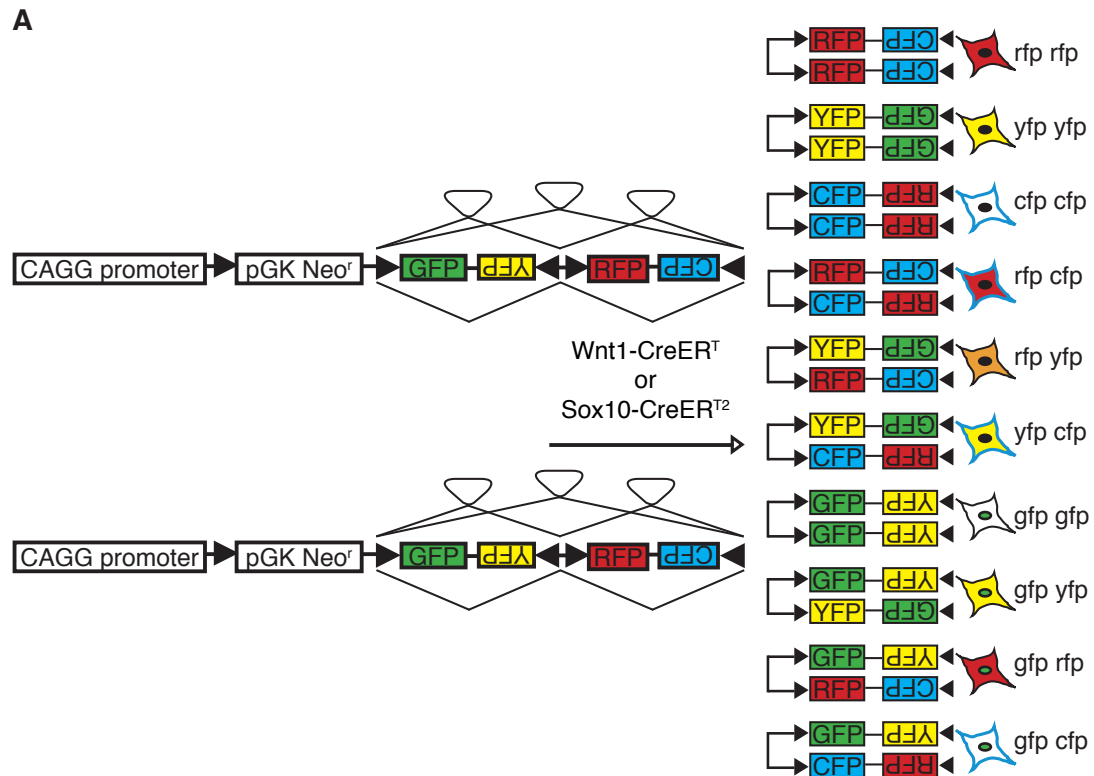 A
CAGG promoter pGK Neoʳ GFP YFP RFP CFP
Wnt1-CreERᵀ
or
Sox10-CreERᵀ²
CAGG promoter pGK Neoʳ GFP YFP RFP CFP
RFP CFP
RFP CFP
rfp rfp
YFP GFP
YFP GFP
yfp yfp
CFP RFP
CFP RFP
cfp cfp
RFP CFP
CFP RFP
rfp cfp
YFP GFP
RFP CFP
rfp yfp
YFP GFP
CFP RFP
yfp cfp
GFP YFP
GFP YFP
gfp gfp
GFP YFP
YFP GFP
gfp yfp
GFP YFP
RFP CFP
gfp rfp
GFP YFP
CFP RFP
gfp cfp